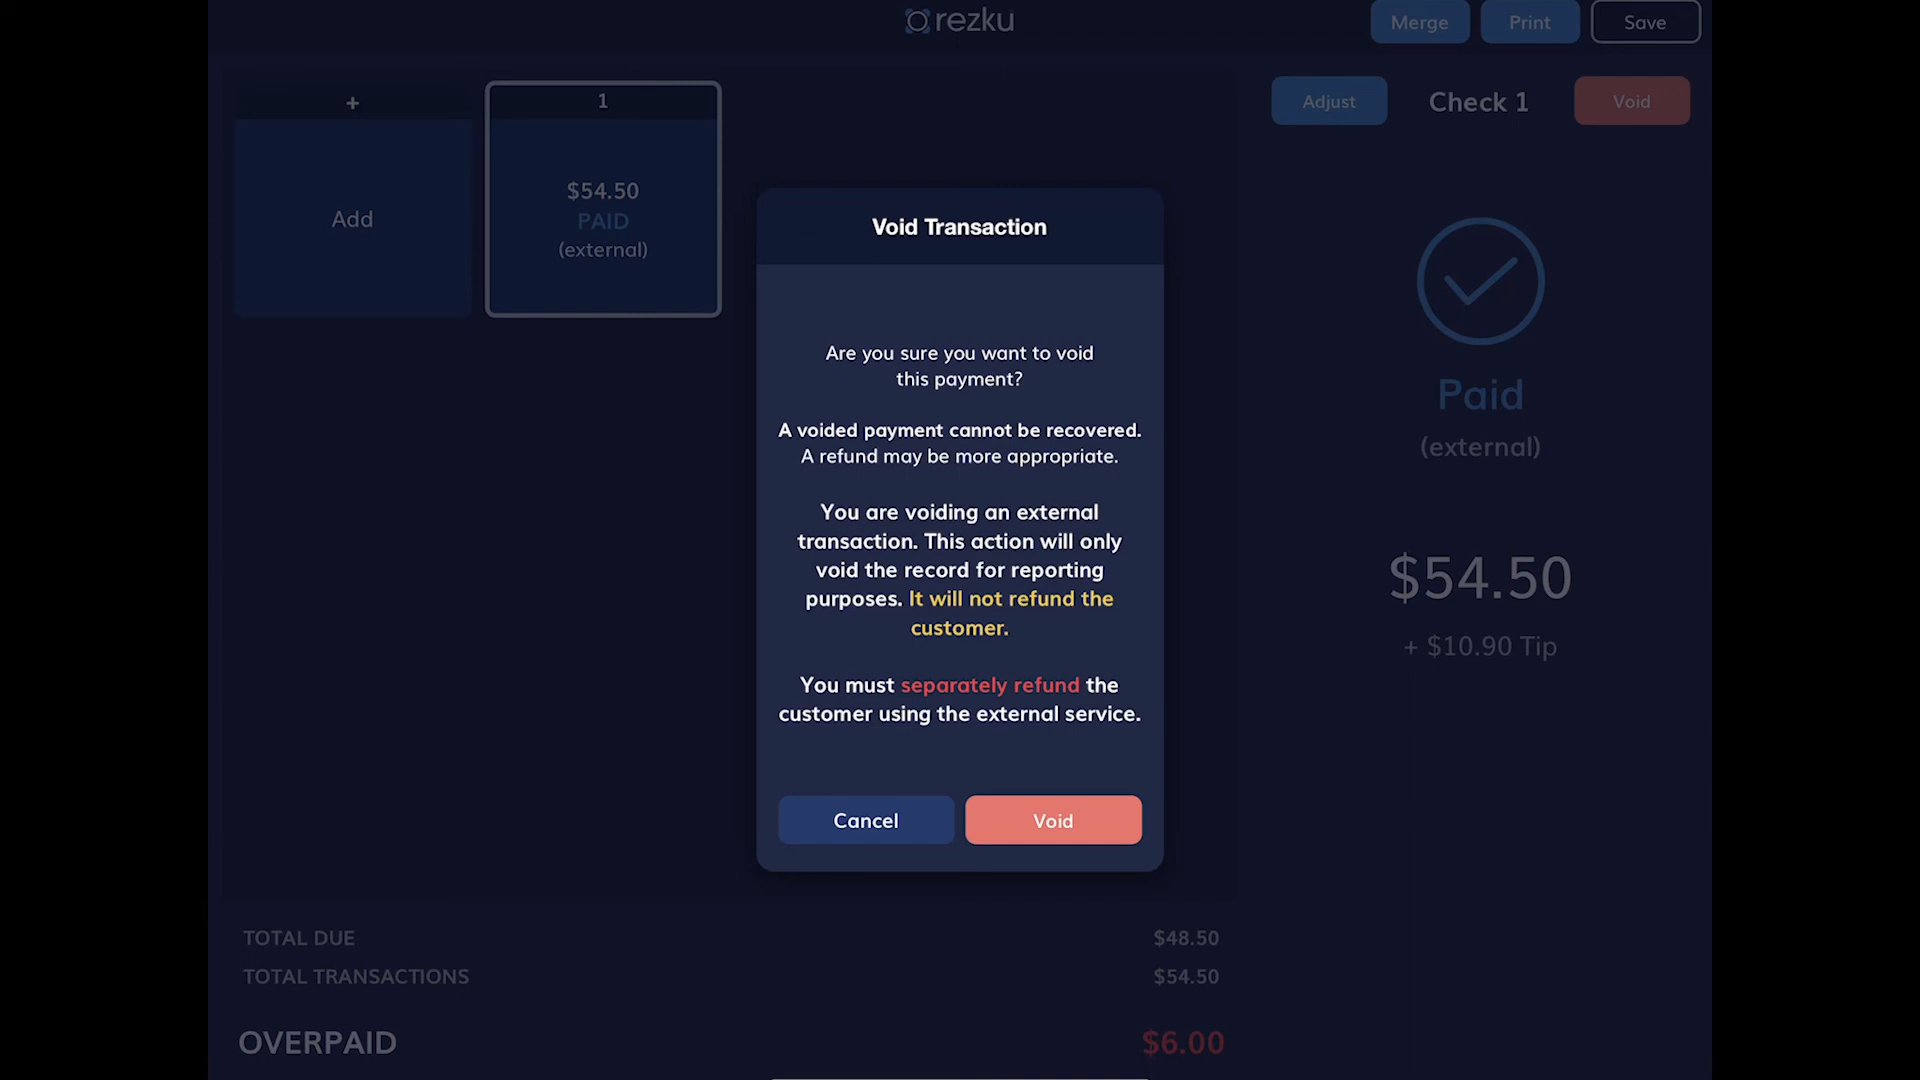 rezku
Merge
Print
Save
+
Add
1
$54.50
PAID
(external)
Adjust
Check 1
Void
Paid
(external)
$54.50
+ $10.90 Tip
Void Transaction
Are you sure you want to void
this payment?
A voided payment cannot be recovered.
A refund may be more appropriate.
You are voiding an external
transaction. This action will only
void the record for reporting
purposes. It will not refund the
customer.
You must separately refund the
customer using the external service.
Cancel
Void
TOTAL DUE $48.50
TOTAL TRANSACTIONS $54.50
OVERPAID $6.00